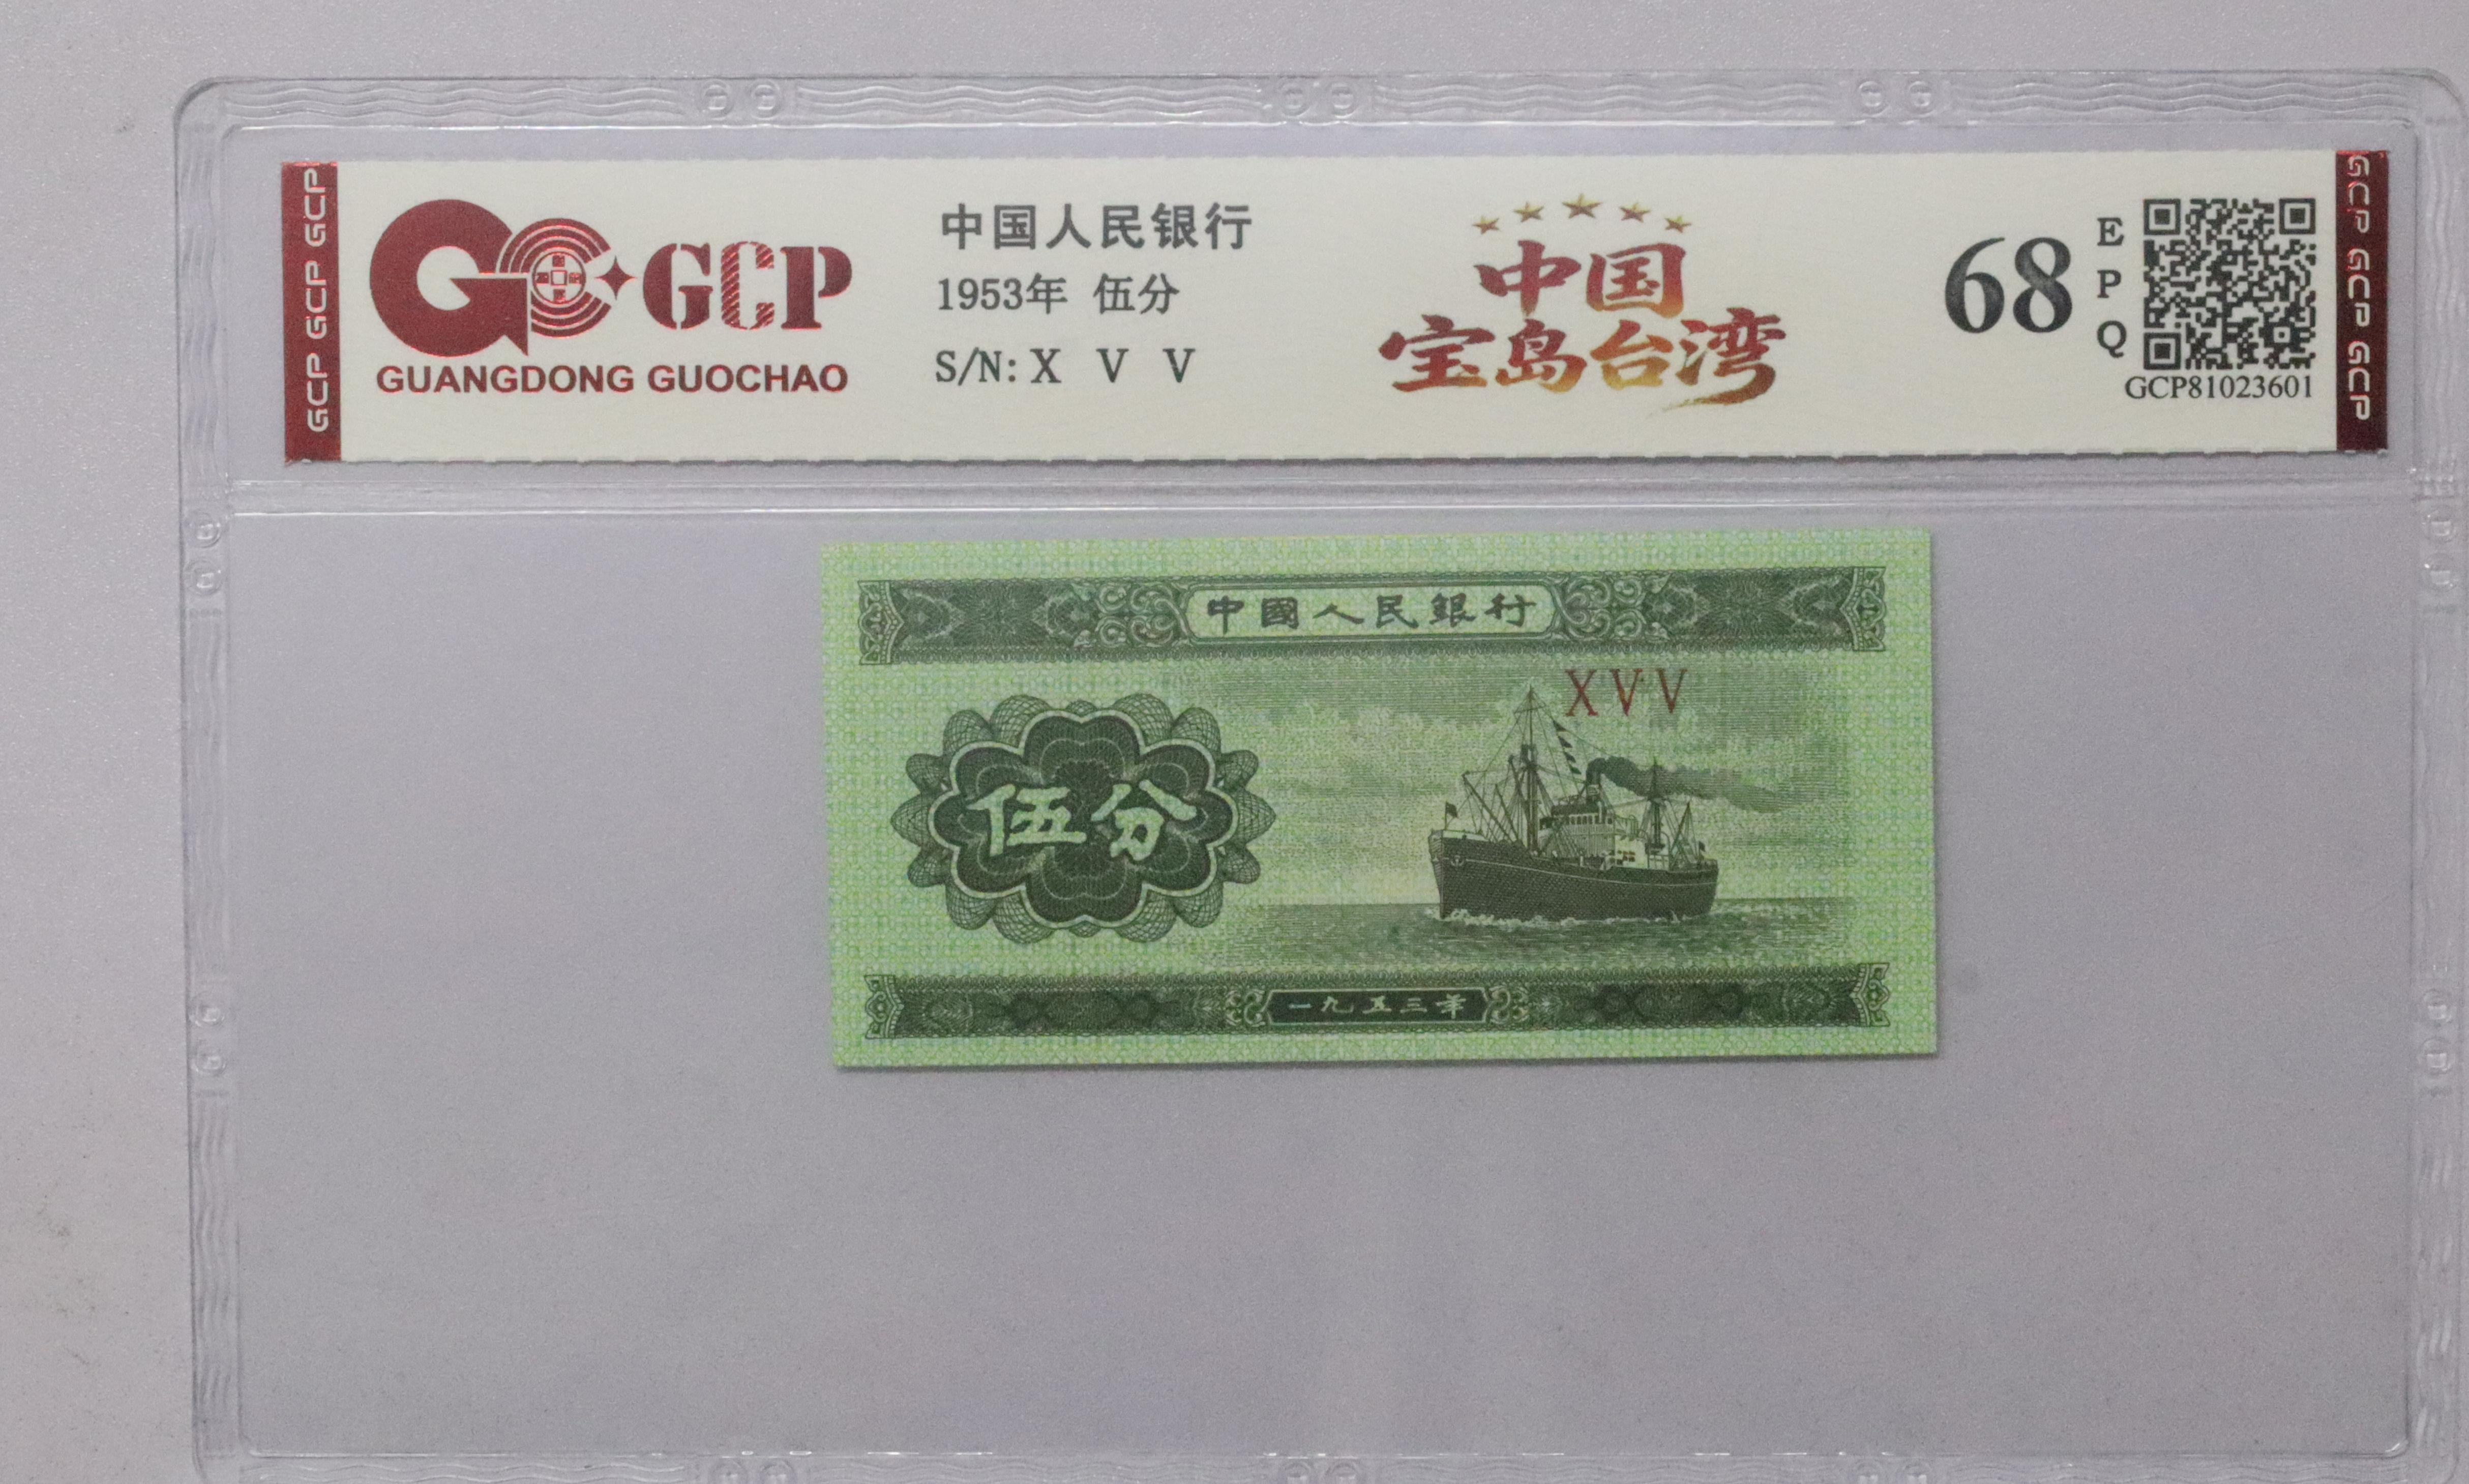 GCP GCP GCP
GCP
GUANGDONG GUOCHAO
中国人民银行
1953年 伍分
S/N: X V V
中国
宝岛台湾
68
E
P
Q
GCP81023601
GCP GCP GCP
中國人民銀行
X V V
伍分
一九五三年